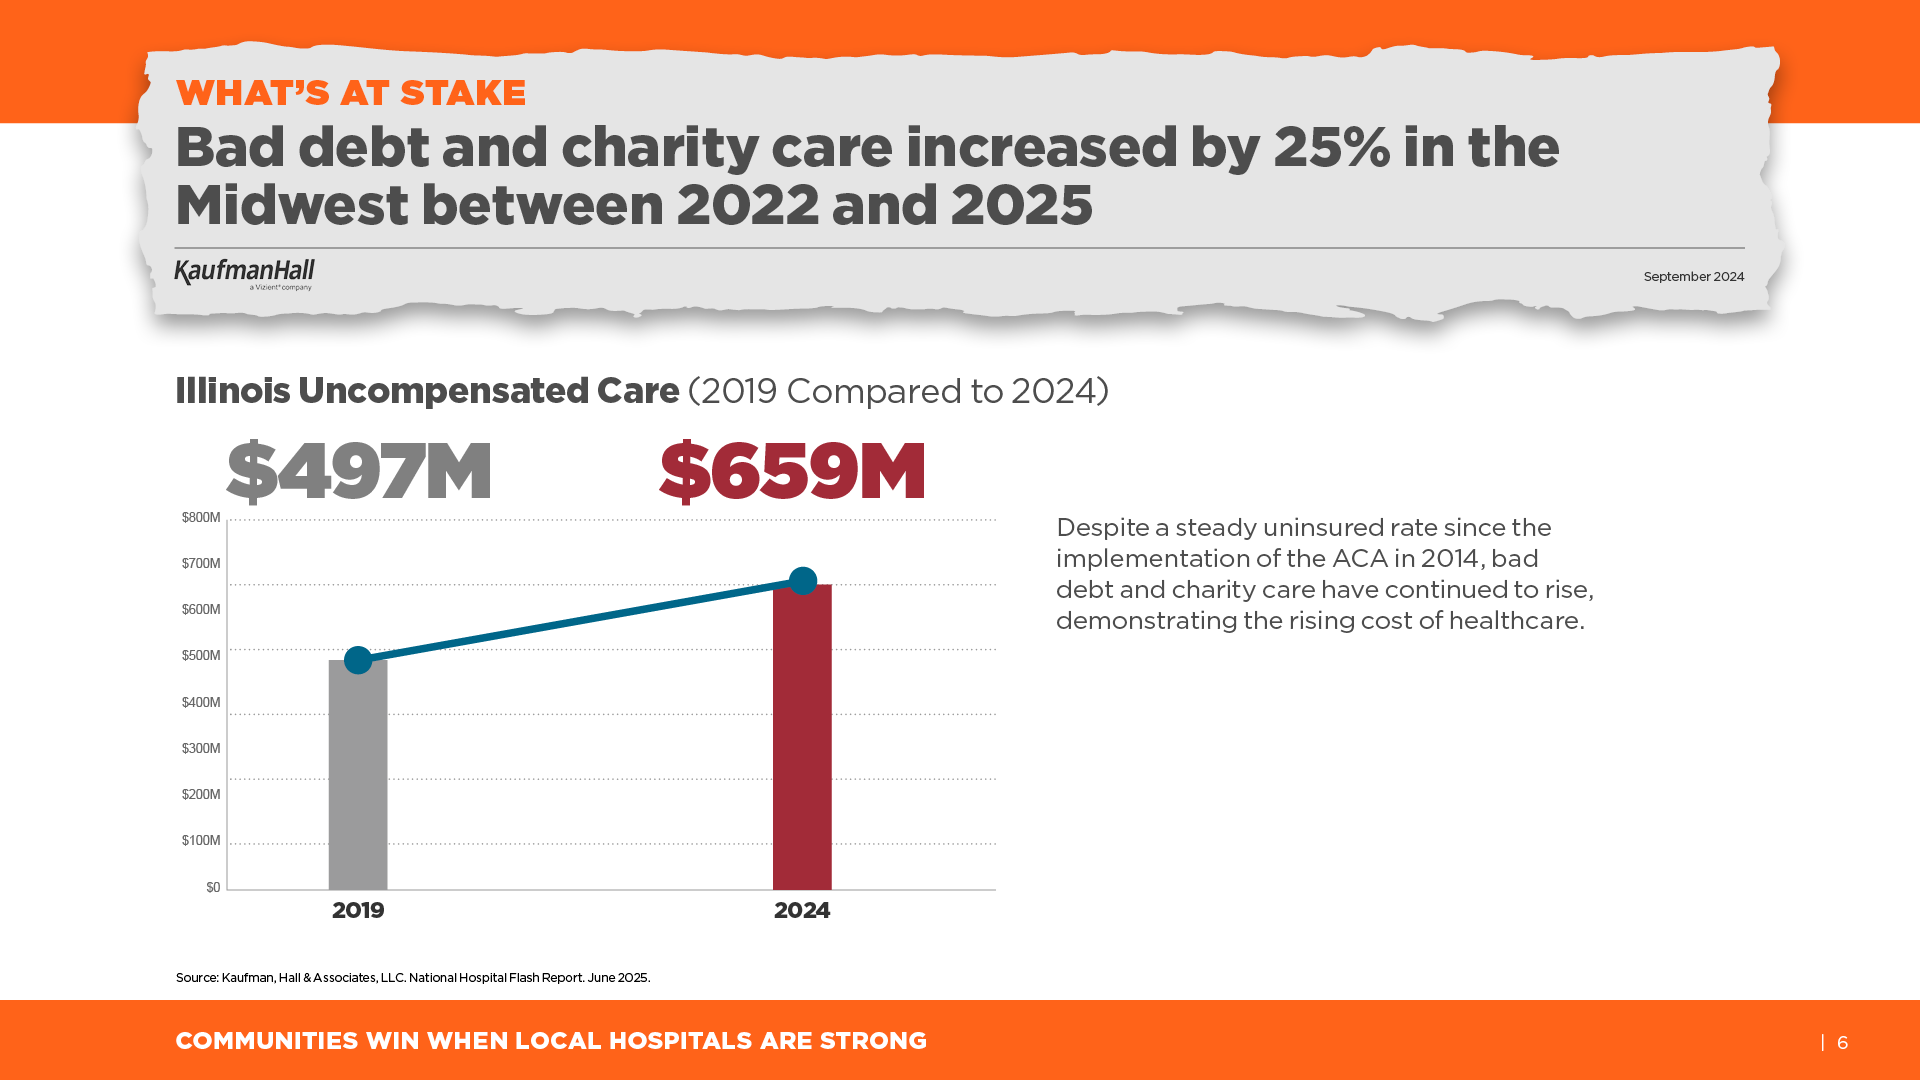 WHAT’S AT STAKE
Bad debt and charity care increased by 25% in the
Midwest between 2022 and 2025
KaufmanHall
a Vizient® company
September 2024
Illinois Uncompensated Care (2019 Compared to 2024)
$497M
$659M
$800M
$700M
$600M
$500M
$400M
$300M
$200M
$100M
$0
2019
2024
Despite a steady uninsured rate since the
implementation of the ACA in 2014, bad
debt and charity care have continued to rise,
demonstrating the rising cost of healthcare.
Source: Kaufman, Hall & Associates, LLC. National Hospital Flash Report. June 2025.
COMMUNITIES WIN WHEN LOCAL HOSPITALS ARE STRONG
| 6